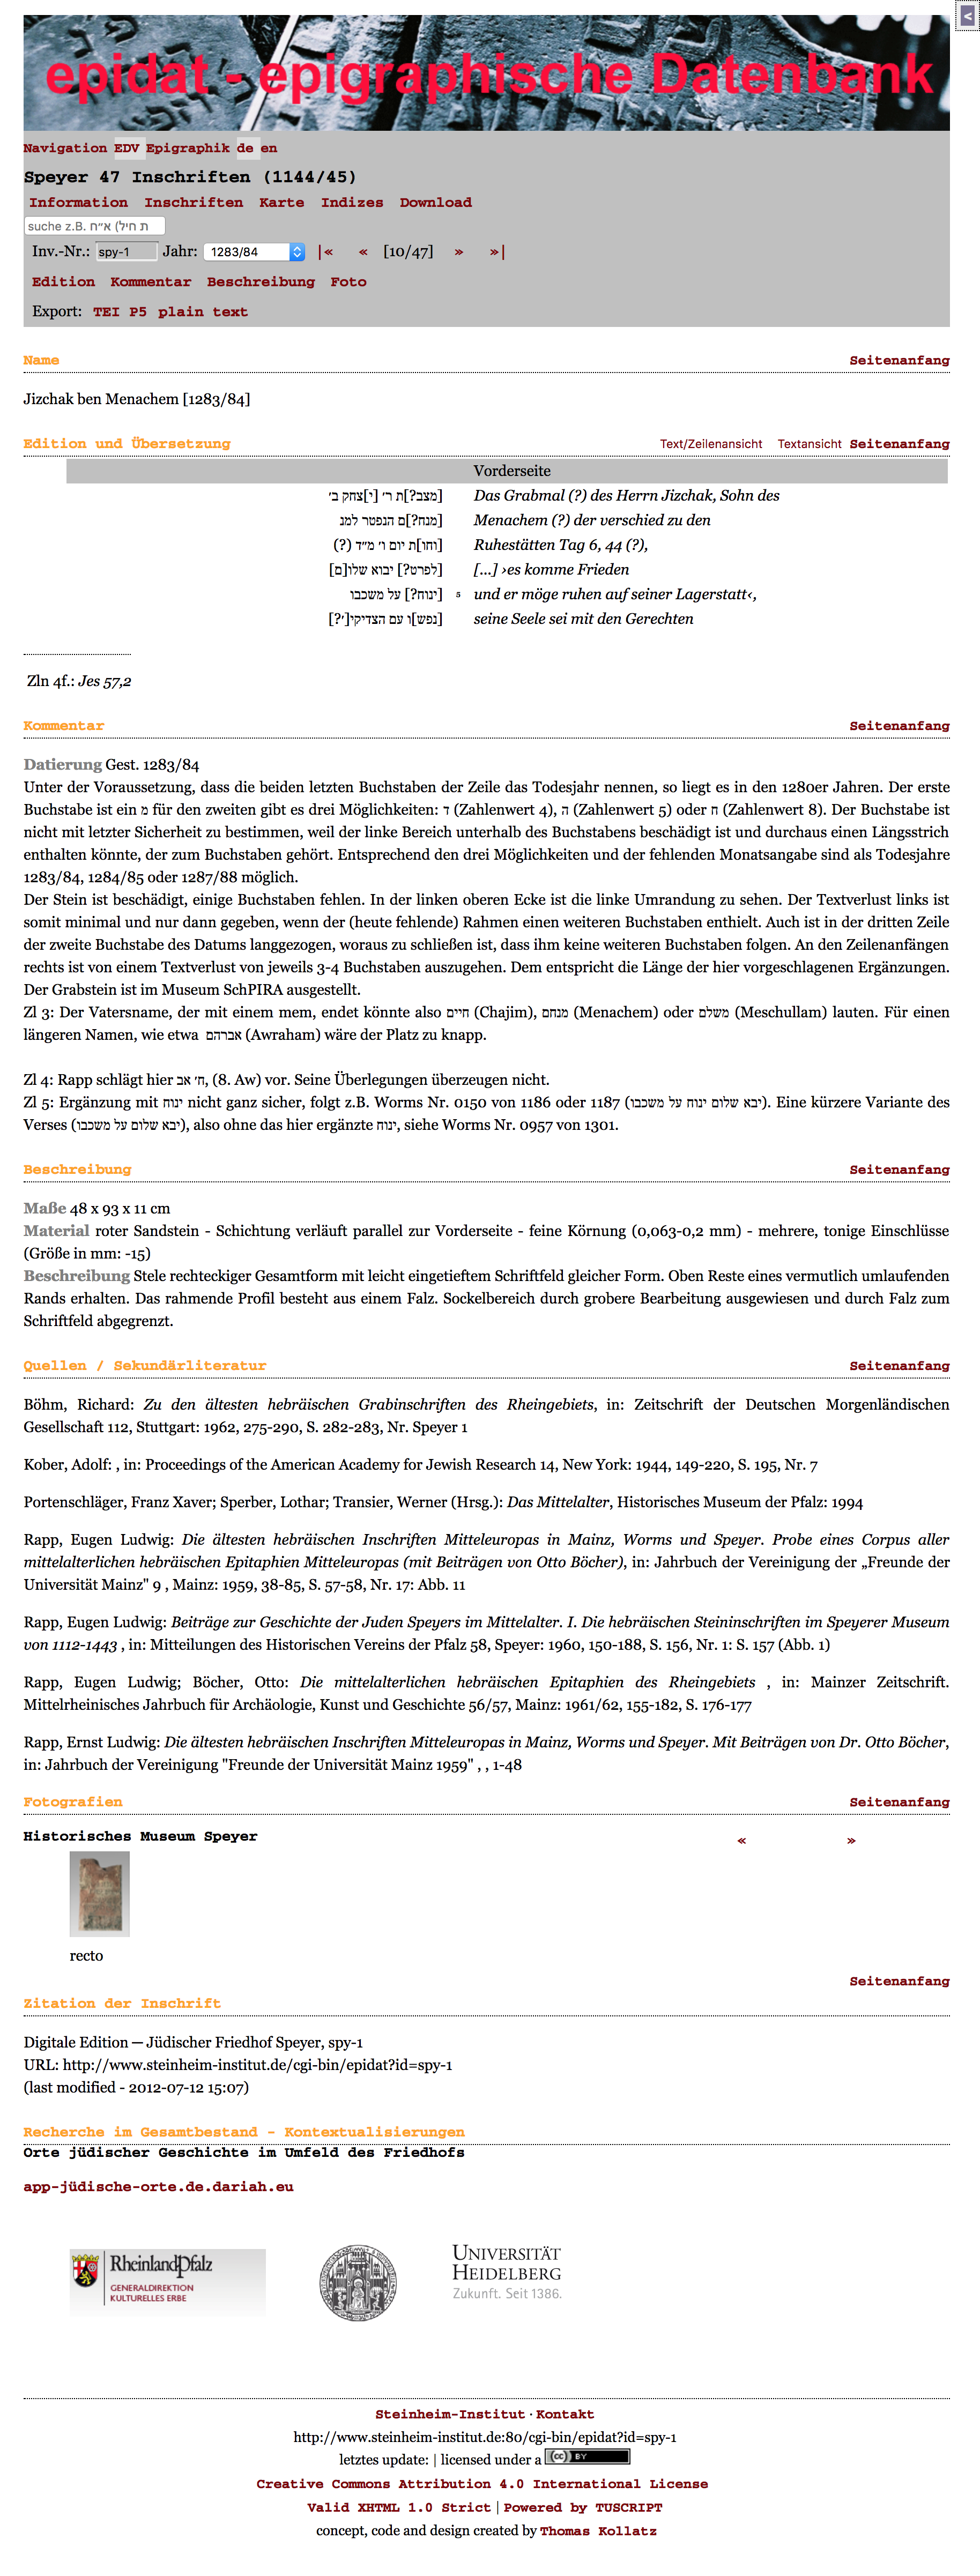 <
epidat - epigraphische Datenbank
Navigation EDV Epigraphik de en
Speyer 47 Inschriften (1144/45)
Information Inschriften Karte Indizes Download
suche z.B. ת חיל) א״ח
Inv.-Nr.: spy-1 Jahr: 1283/84 |« « [10/47] » »|
Edition Kommentar Beschreibung Foto
Export: TEI P5 plain text
Name Seitenanfang
Jizchak ben Menachem [1283/84]
Edition und Übersetzung Text/Zeilenansicht Textansicht Seitenanfang
Vorderseite
[מצב?]ת ר׳ [י]צחק ב׳ Das Grabmal (?) des Herrn Jizchak, Sohn des
[מנח?]ם הנפטר למנ Menachem (?) der verschied zu den
[וחו]ת יום ו׳ מ״ד (?) Ruhestätten Tag 6, 44 (?),
[לפרט?] יבוא שלו[ם] [...] ›es komme Frieden
[ינוח?] על משכבו 5 und er möge ruhen auf seiner Lagerstatt‹,
[נפש]ו עם הצדיקי[׳?] seine Seele sei mit den Gerechten
Zln 4f.: Jes 57,2
Kommentar Seitenanfang
Datierung Gest. 1283/84
Unter der Voraussetzung, dass die beiden letzten Buchstaben der Zeile das Todesjahr nennen, so liegt es in den 1280er Jahren. Der erste
Buchstabe ist ein מ für den zweiten gibt es drei Möglichkeiten: ד (Zahlenwert 4), ה (Zahlenwert 5) oder ח (Zahlenwert 8). Der Buchstabe ist
nicht mit letzter Sicherheit zu bestimmen, weil der linke Bereich unterhalb des Buchstabens beschädigt ist und durchaus einen Längsstrich
enthalten könnte, der zum Buchstaben gehört. Entsprechend den drei Möglichkeiten und der fehlenden Monatsangabe sind als Todesjahre
1283/84, 1284/85 oder 1287/88 möglich.
Der Stein ist beschädigt, einige Buchstaben fehlen. In der linken oberen Ecke ist die linke Umrandung zu sehen. Der Textverlust links ist
somit minimal und nur dann gegeben, wenn der (heute fehlende) Rahmen einen weiteren Buchstaben enthielt. Auch ist in der dritten Zeile
der zweite Buchstabe des Datums langgezogen, woraus zu schließen ist, dass ihm keine weiteren Buchstaben folgen. An den Zeilenanfängen
rechts ist von einem Textverlust von jeweils 3-4 Buchstaben auszugehen. Dem entspricht die Länge der hier vorgeschlagenen Ergänzungen.
Der Grabstein ist im Museum SchPIRA ausgestellt.
Zl 3: Der Vatersname, der mit einem mem, endet könnte also חיים (Chajim), מנחם (Menachem) oder משלם (Meschullam) lauten. Für einen
längeren Namen, wie etwa אברהם (Awraham) wäre der Platz zu knapp.
Zl 4: Rapp schlägt hier ח׳ אב, (8. Aw) vor. Seine Überlegungen überzeugen nicht.
Zl 5: Ergänzung mit ינוח nicht ganz sicher, folgt z.B. Worms Nr. 0150 von 1186 oder 1187 (יבא שלום ינוח על משכבו). Eine kürzere Variante des
Verses (יבא שלום על משכבו), also ohne das hier ergänzte ינוח, siehe Worms Nr. 0957 von 1301.
Beschreibung Seitenanfang
Maße 48 x 93 x 11 cm
Material roter Sandstein - Schichtung verläuft parallel zur Vorderseite - feine Körnung (0,063-0,2 mm) - mehrere, tonige Einschlüsse
(Größe in mm: -15)
Beschreibung Stele rechteckiger Gesamtform mit leicht eingetieftem Schriftfeld gleicher Form. Oben Reste eines vermutlich umlaufenden
Rands erhalten. Das rahmende Profil besteht aus einem Falz. Sockelbereich durch grobere Bearbeitung ausgewiesen und durch Falz zum
Schriftfeld abgegrenzt.
Quellen / Sekundärliteratur Seitenanfang
Böhm, Richard: Zu den ältesten hebräischen Grabinschriften des Rheingebiets, in: Zeitschrift der Deutschen Morgenländischen
Gesellschaft 112, Stuttgart: 1962, 275-290, S. 282-283, Nr. Speyer 1
Kober, Adolf: , in: Proceedings of the American Academy for Jewish Research 14, New York: 1944, 149-220, S. 195, Nr. 7
Portenschläger, Franz Xaver; Sperber, Lothar; Transier, Werner (Hrsg.): Das Mittelalter, Historisches Museum der Pfalz: 1994
Rapp, Eugen Ludwig: Die ältesten hebräischen Inschriften Mitteleuropas in Mainz, Worms und Speyer. Probe eines Corpus aller
mittelalterlichen hebräischen Epitaphien Mitteleuropas (mit Beiträgen von Otto Böcher), in: Jahrbuch der Vereinigung der „Freunde der
Universität Mainz" 9 , Mainz: 1959, 38-85, S. 57-58, Nr. 17: Abb. 11
Rapp, Eugen Ludwig: Beiträge zur Geschichte der Juden Speyers im Mittelalter. I. Die hebräischen Steininschriften im Speyerer Museum
von 1112-1443 , in: Mitteilungen des Historischen Vereins der Pfalz 58, Speyer: 1960, 150-188, S. 156, Nr. 1: S. 157 (Abb. 1)
Rapp, Eugen Ludwig; Böcher, Otto: Die mittelalterlichen hebräischen Epitaphien des Rheingebiets , in: Mainzer Zeitschrift.
Mittelrheinisches Jahrbuch für Archäologie, Kunst und Geschichte 56/57, Mainz: 1961/62, 155-182, S. 176-177
Rapp, Ernst Ludwig: Die ältesten hebräischen Inschriften Mitteleuropas in Mainz, Worms und Speyer. Mit Beiträgen von Dr. Otto Böcher,
in: Jahrbuch der Vereinigung "Freunde der Universität Mainz 1959" , , 1-48
Fotografien Seitenanfang
Historisches Museum Speyer « »
recto
Seitenanfang
Zitation der Inschrift
Digitale Edition — Jüdischer Friedhof Speyer, spy-1
URL: http://www.steinheim-institut.de/cgi-bin/epidat?id=spy-1
(last modified - 2012-07-12 15:07)
Recherche im Gesamtbestand - Kontextualisierungen
Orte jüdischer Geschichte im Umfeld des Friedhofs
app-jüdische-orte.de.dariah.eu
RheinlandPfalz
GENERALDIREKTION
KULTURELLES ERBE
UNIVERSITÄT
HEIDELBERG
Zukunft. Seit 1386.
Steinheim-Institut · Kontakt
http://www.steinheim-institut.de:80/cgi-bin/epidat?id=spy-1
letztes update: | licensed under a CC BY
Creative Commons Attribution 4.0 International License
Valid XHTML 1.0 Strict | Powered by TUSCRIPT
concept, code and design created by Thomas Kollatz